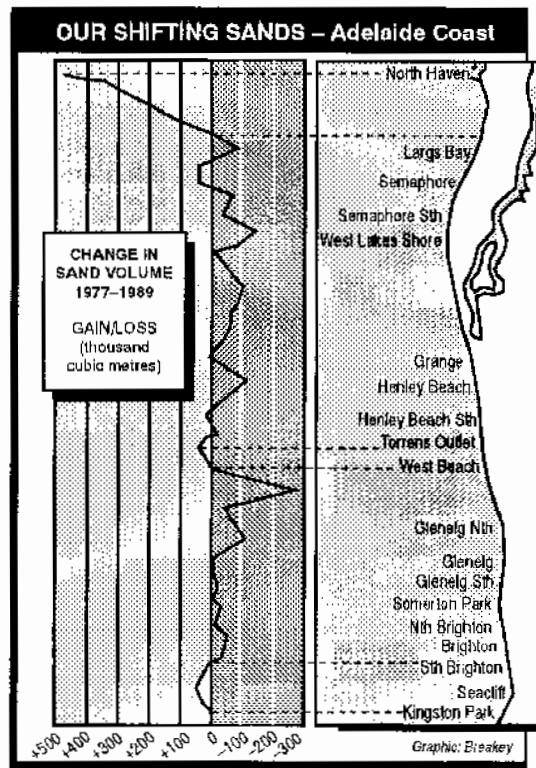 OUR SHIFTING SANDS – Adelaide Coast
CHANGE IN
SAND VOLUME
1977–1989
GAIN/LOSS
(thousand
cubic metres)
North Haven
Largs Bay
Semaphore
Semaphore Sth
West Lakes Shore
Grange
Henley Beach
Henley Beach Sth
Torrens Outlet
West Beach
Glenelg Nth
Glenelg
Glenelg Sth
Somerton Park
Nth Brighton
Brighton
Sth Brighton
Seacliff
Kingston Park
+500 +400 +300 +200 +100 0 -100 -200 -300
Graphic: Breakey